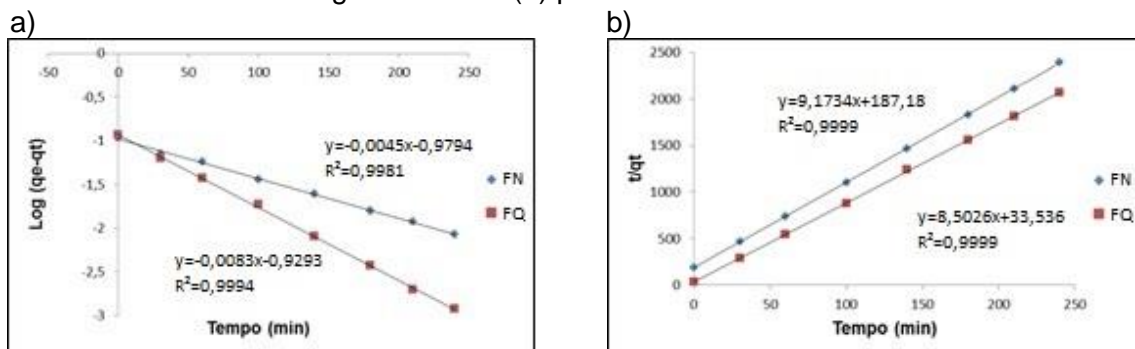 a)
b)
-0
-50
0
50
100
150
200
250
-0,5
-1
-1,5
-2
-2,5
-3
Log (qe-qt)
y=-0,0045x-0,9794
R²=0,9981
FN
FQ
y=-0,0083x-0,9293
R²=0,9994
Tempo (min)
2500
2000
1500
1000
500
0
t/qt
y=9,1734x+187,18
R²=0,9999
FN
FQ
y=8,5026x+33,536
R²=0,9999
0
50
100
150
200
250
Tempo (min)